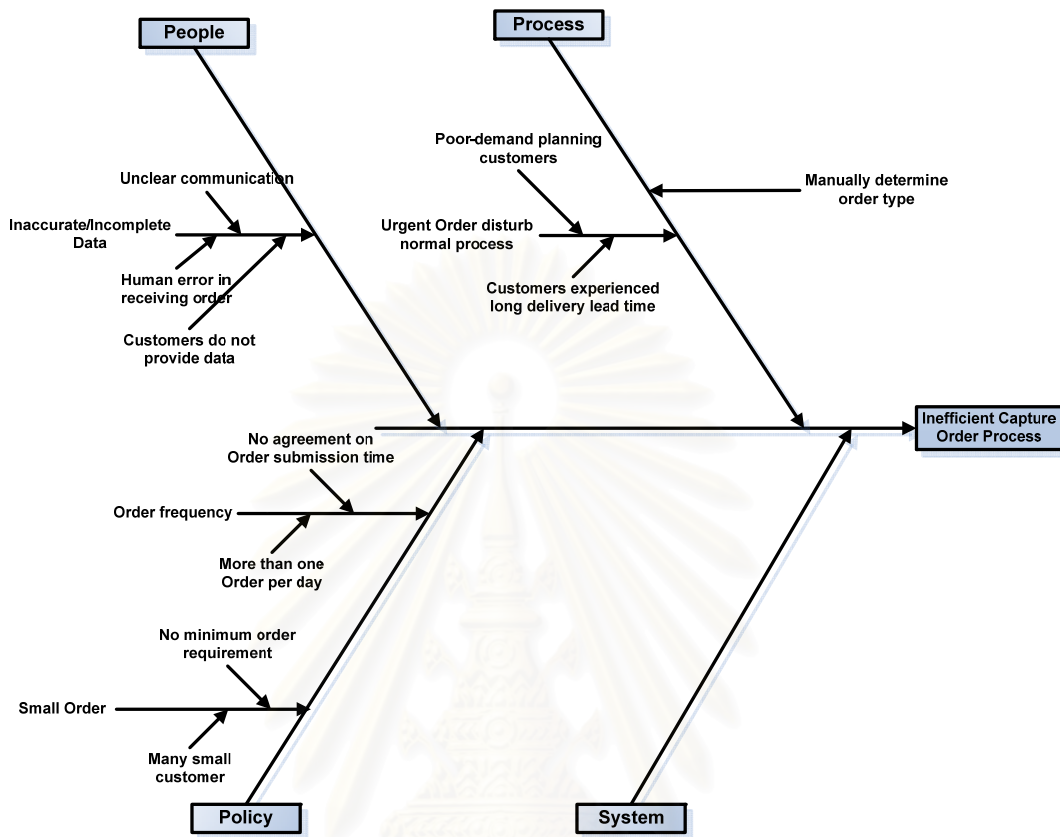 People
Process
Poor-demand planning
customers
Unclear communication
Manually determine
order type
Inaccurate/Incomplete
Data
Urgent Order disturb
normal process
Human error in
receiving order
Customers experienced
long delivery lead time
Customers do not
provide data
Inefficient Capture
Order Process
No agreement on
Order submission time
Order frequency
More than one
Order per day
No minimum order
requirement
Small Order
Many small
customer
Policy
System